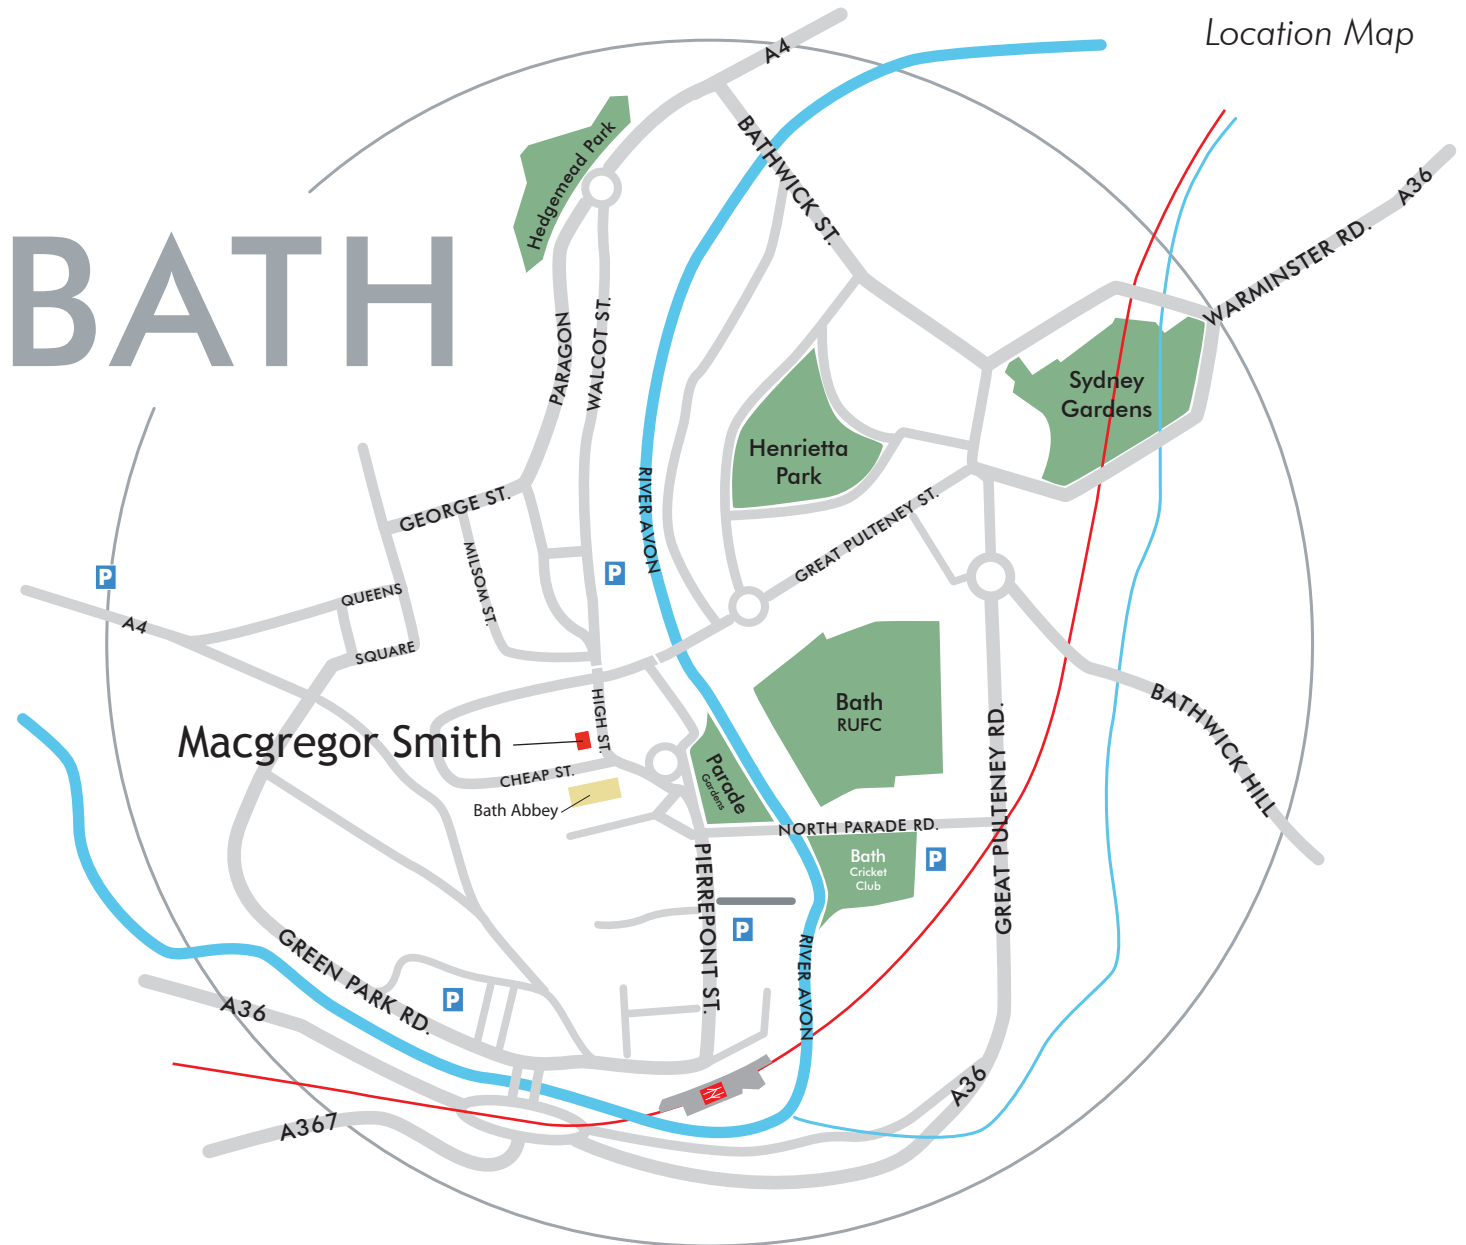 Location Map
A4
BATHWICK ST.
Hedgemead Park
A36
WARMINSTER RD.
BATH
PARAGON
WALCOT ST.
Sydney
Gardens
Henrietta
Park
GEORGE ST.
RIVER AVON
GREAT PULTENEY ST.
MILSOM ST.
P
P
QUEENS
A4
SQUARE
Bath
RUFC
BATHWICK HILL
HIGH ST.
Macgregor Smith
CHEAP ST.
Parade
Gardens
Bath Abbey
GREAT PULTENEY RD.
NORTH PARADE RD.
Bath
Cricket
Club
P
PIERREPONT ST.
P
RIVER AVON
GREEN PARK RD.
P
A36
A36
A367